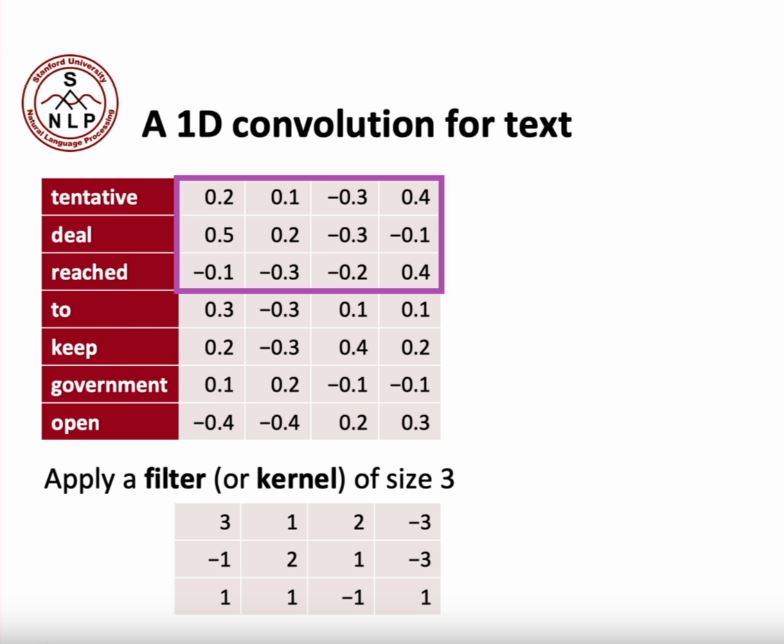 Stanford University
S
NLP
Natural Language Processing
A 1D convolution for text
tentative 0.2 0.1 −0.3 0.4
deal 0.5 0.2 −0.3 −0.1
reached −0.1 −0.3 −0.2 0.4
to 0.3 −0.3 0.1 0.1
keep 0.2 −0.3 0.4 0.2
government 0.1 0.2 −0.1 −0.1
open −0.4 −0.4 0.2 0.3
Apply a filter (or kernel) of size 3
3 1 2 −3
−1 2 1 −3
1 1 −1 1